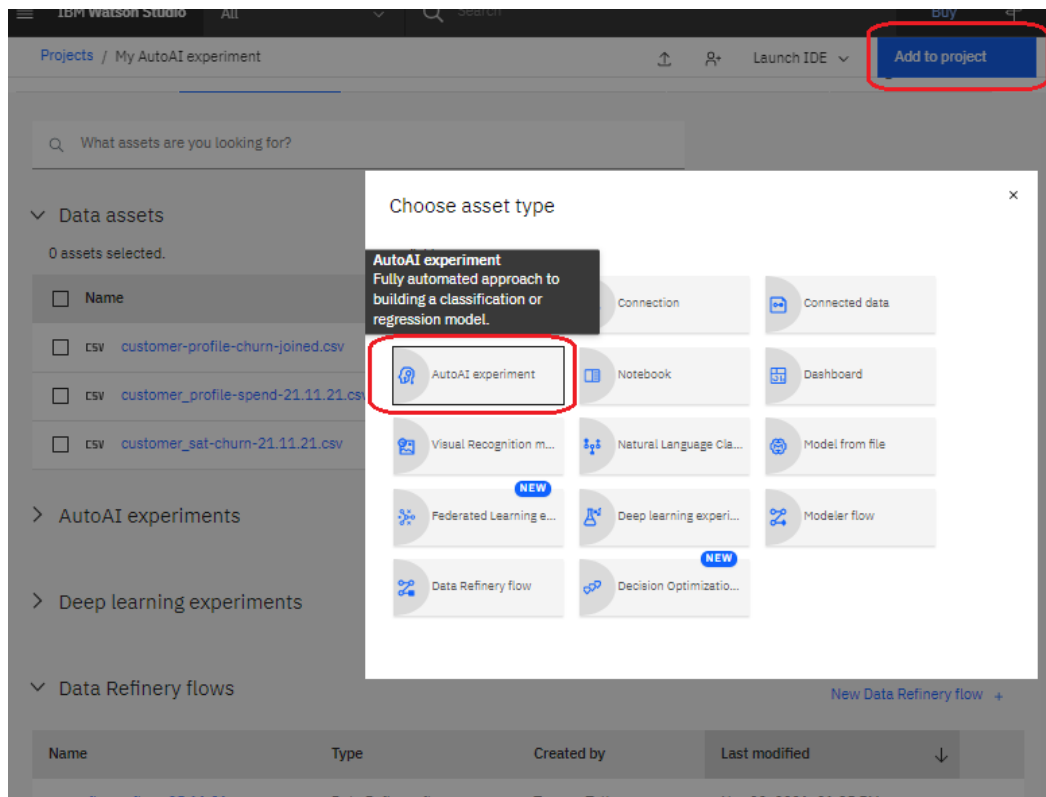 IBM Watson Studio All Search Buy
Projects / My AutoAI experiment Launch IDE Add to project
What assets are you looking for?
Choose asset type
Data assets
0 assets selected.
AutoAI experiment
Fully automated approach to
building a classification or
regression model.
Name
Connection Connected data
CSV customer-profile-churn-joined.csv
AutoAI experiment Notebook Dashboard
CSV customer_profile-spend-21.11.21.csv
CSV customer_sat-churn-21.11.21.csv
Visual Recognition m... Natural Language Cla... Model from file
NEW
AutoAI experiments
Federated Learning e... Deep learning experi... Modeler flow
NEW
Data Refinery flow Decision Optimizatio...
Deep learning experiments
Data Refinery flows
New Data Refinery flow +
Name Type Created by Last modified